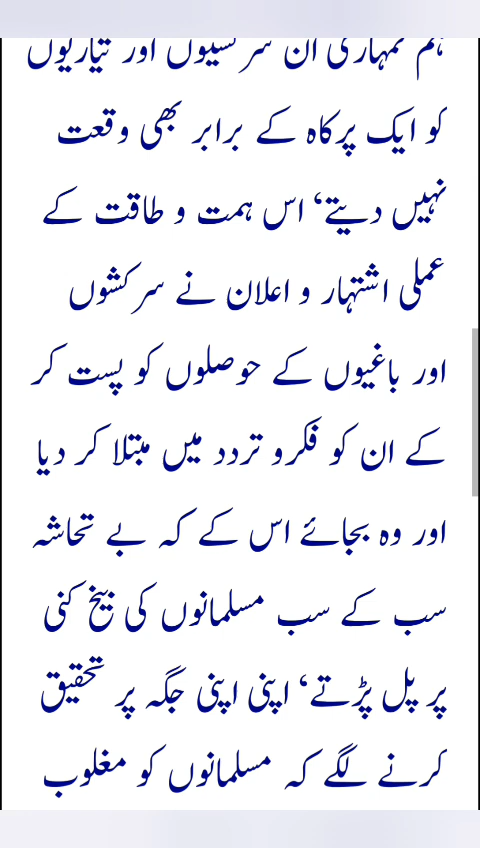 ہم تمہاری ان سرکشیوں اور تیاریوں
کو ایک پرکاہ کے برابر بھی وقعت
نہیں دیتے‘ اس ہمت و طاقت کے
عملی اشتہار و اعلان نے سرکشوں
اور باغیوں کے حوصلوں کو پست کر
کے ان کو فکرو تردد میں مبتلا کر دیا
اور وہ بجائے اس کے کہ بے تحاشہ
سب کے سب مسلمانوں کی بیخ کنی
پر پل پڑتے‘ اپنی اپنی جگہ پر تحقیق
کرنے لگے کہ مسلمانوں کو مغلوب